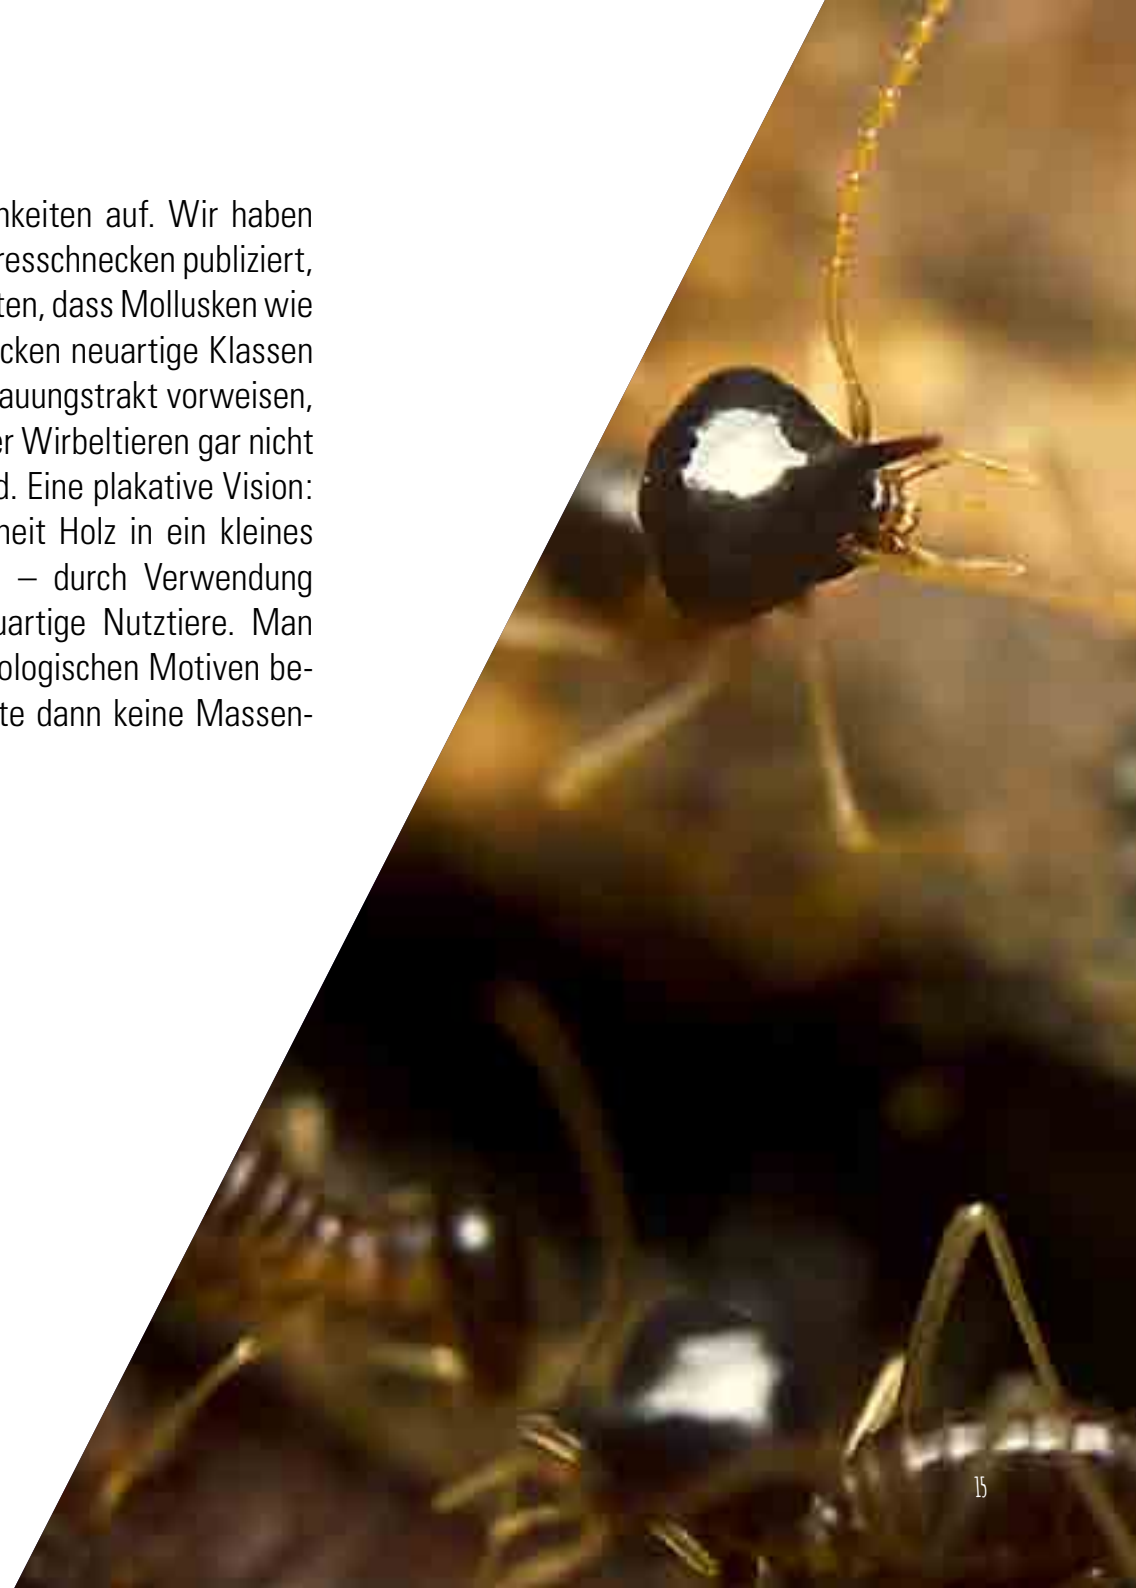 nkeiten auf. Wir haben
resschnecken publiziert,
ten, dass Mollusken wie
cken neuartige Klassen
auungstrakt vorweisen,
er Wirbeltieren gar nicht
d. Eine plakative Vision:
heit Holz in ein kleines
– durch Verwendung
uartige Nutztiere. Man
ologischen Motiven be-
te dann keine Massen-
15